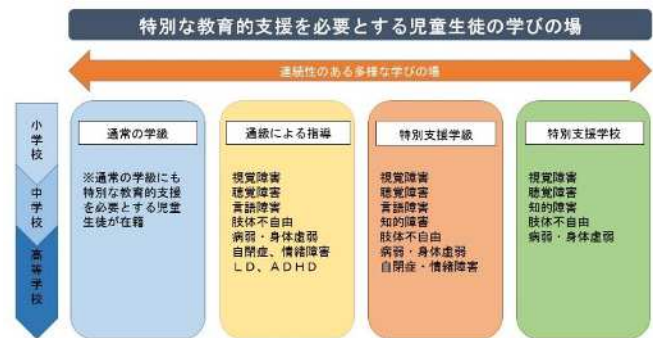 特別な教育的支援を必要とする児童生徒の学びの場
連続性のある多様な学びの場
小学校
中学校
高等学校
通常の学級
※通常の学級にも
特別な教育的支援
を必要とする児童
生徒が在籍
通級による指導
視覚障害
聴覚障害
言語障害
肢体不自由
病弱・身体虚弱
自閉症、情緒障害
ＬＤ、ＡＤＨＤ
特別支援学級
視覚障害
聴覚障害
言語障害
知的障害
肢体不自由
病弱・身体虚弱
自閉症・情緒障害
特別支援学校
視覚障害
聴覚障害
知的障害
肢体不自由
病弱・身体虚弱